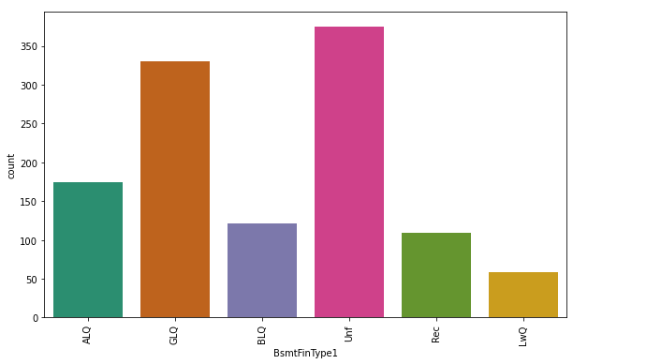 count
350
300
250
200
150
100
50
0
ALQ
GLQ
BLQ
Unf
Rec
LwQ
BsmtFinType1